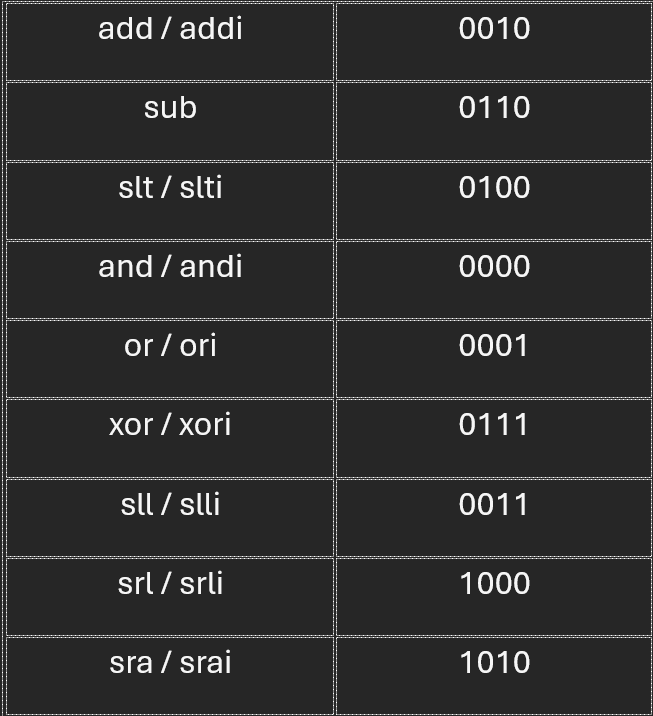 add / addi 0010
sub 0110
slt / slti 0100
and / andi 0000
or / ori 0001
xor / xori 0111
sll / slli 0011
srl / srli 1000
sra / srai 1010